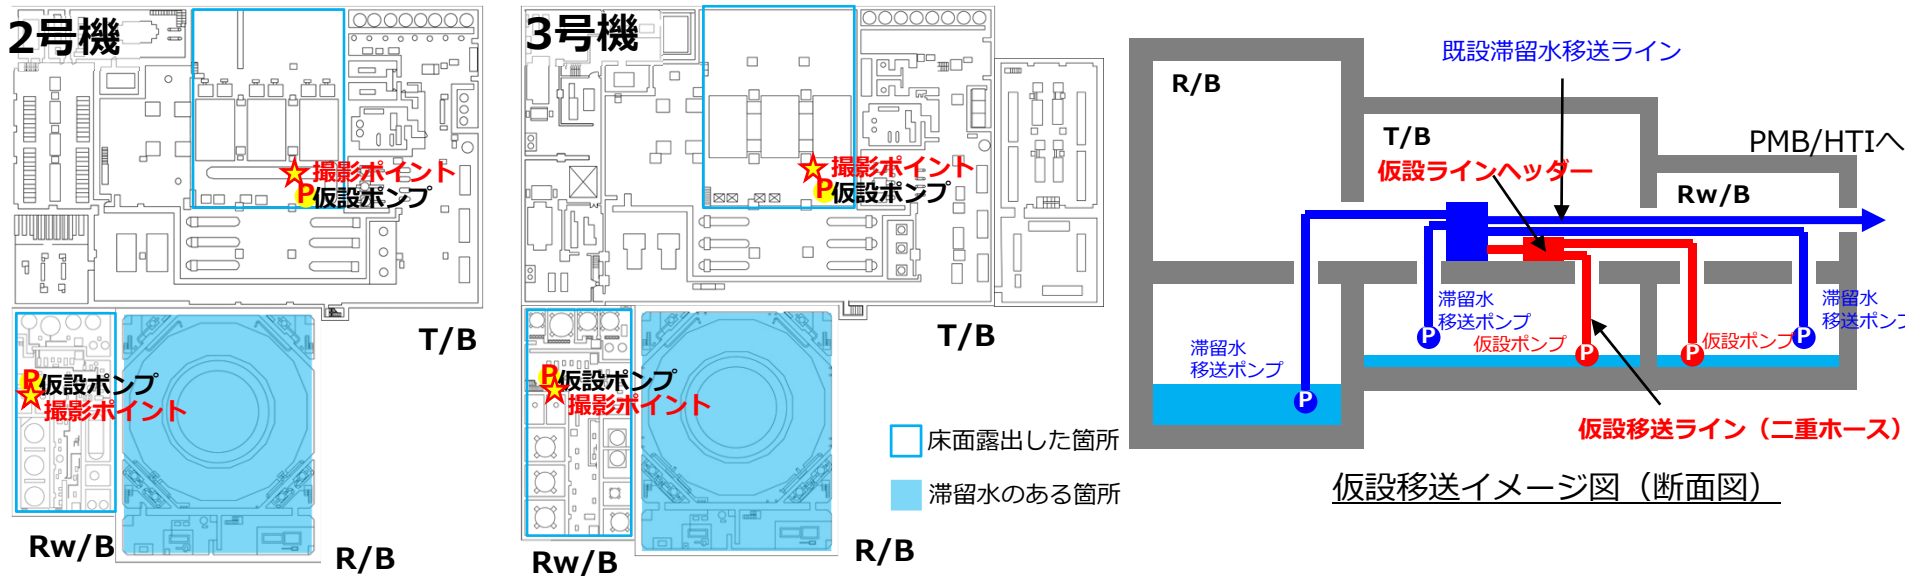 2号機
撮影ポイント
P仮設ポンプ
T/B
P仮設ポンプ
撮影ポイント
Rw/B
R/B
3号機
撮影ポイント
P仮設ポンプ
T/B
P仮設ポンプ
撮影ポイント
Rw/B
R/B
床面露出した箇所
滞留水のある箇所
既設滞留水移送ライン
R/B
T/B
PMB/HTIへ
仮設ラインヘッダー
Rw/B
滞留水
移送ポンプ
P
滞留水
移送ポンプ
P
仮設ポンプ
P
P
仮設ポンプ
滞留水
移送ポンプ
P
仮設移送ライン（二重ホース）
仮設移送イメージ図（断面図）